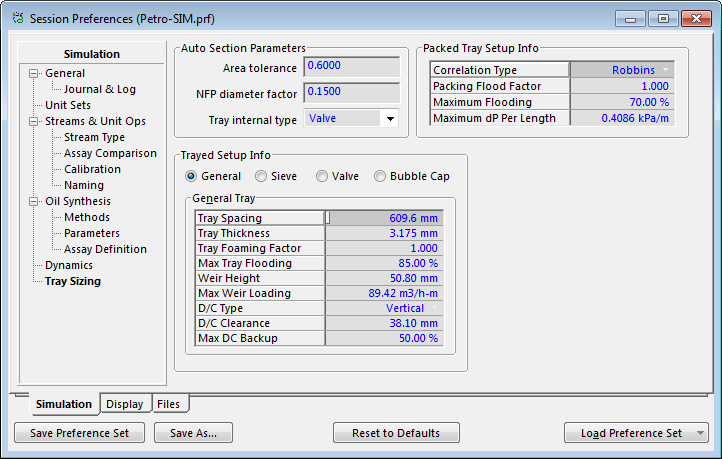 Session Preferences (Petro-SIM.prf)
Simulation
General
Journal & Log
Unit Sets
Streams & Unit Ops
Stream Type
Assay Comparison
Calibration
Naming
Oil Synthesis
Methods
Parameters
Assay Definition
Dynamics
Tray Sizing
Auto Section Parameters
Area tolerance 0.6000
NFP diameter factor 0.1500
Tray internal type Valve
Packed Tray Setup Info
Correlation Type Robbins
Packing Flood Factor 1.000
Maximum Flooding 70.00 %
Maximum dP Per Length 0.4086 kPa/m
Trayed Setup Info
General Sieve Valve Bubble Cap
General Tray
Tray Spacing 609.6 mm
Tray Thickness 3.175 mm
Tray Foaming Factor 1.000
Max Tray Flooding 85.00 %
Weir Height 50.80 mm
Max Weir Loading 89.42 m3/h-m
D/C Type Vertical
D/C Clearance 38.10 mm
Max DC Backup 50.00 %
Simulation Display Files
Save Preference Set Save As... Reset to Defaults Load Preference Set